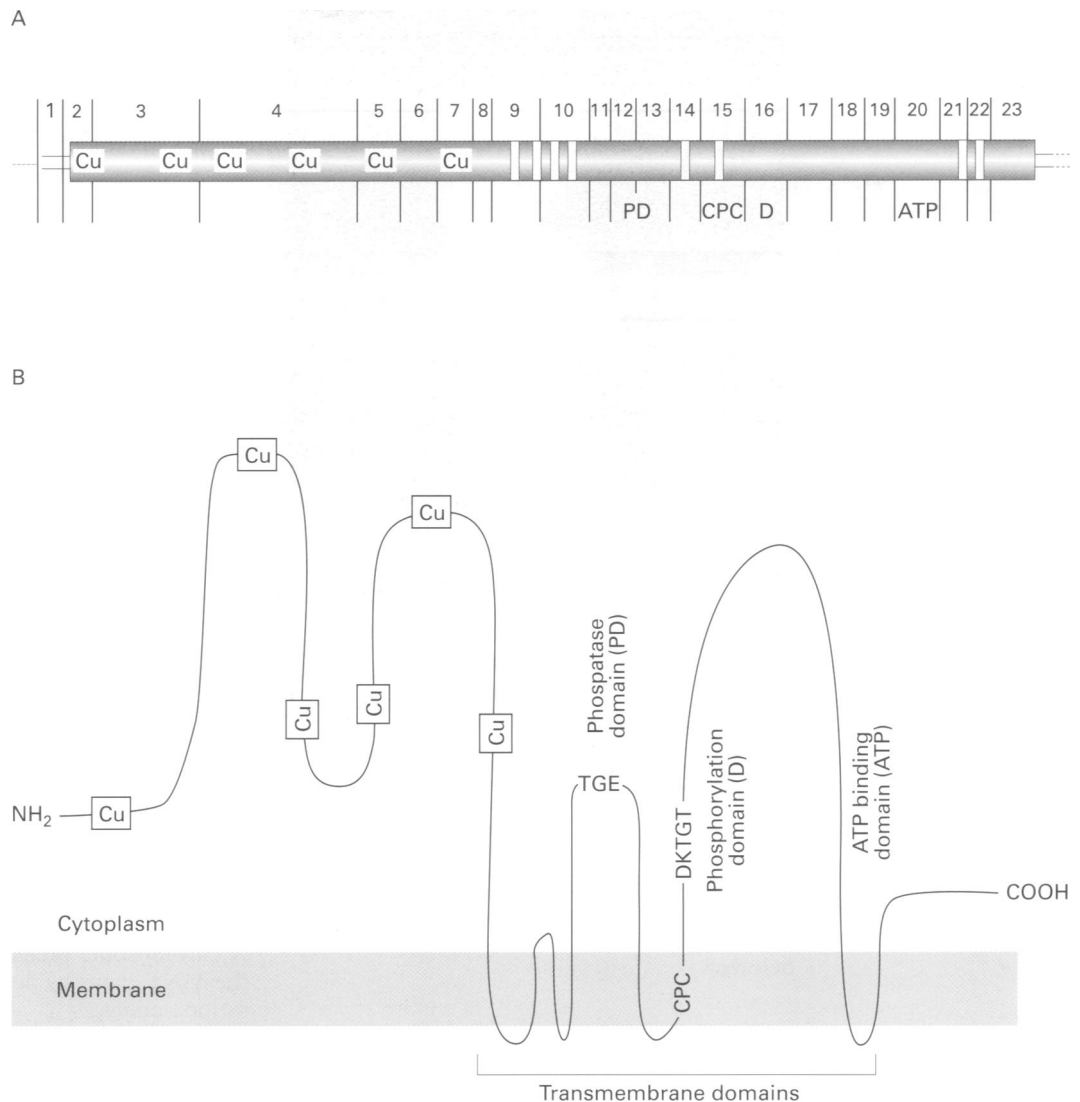 A
1 2 3 4 5 6 7 8 9 10 11 12 13 14 15 16 17 18 19 20 21 22 23
Cu Cu Cu Cu Cu Cu
PD CPC D ATP
B
Cu
Cu
Cu
Cu
Cu
NH2
Cu
TGE
Phospatase
domain (PD)
DKTGT
Phosphorylation
domain (D)
CPC
ATP binding
domain (ATP)
COOH
Cytoplasm
Membrane
Transmembrane domains